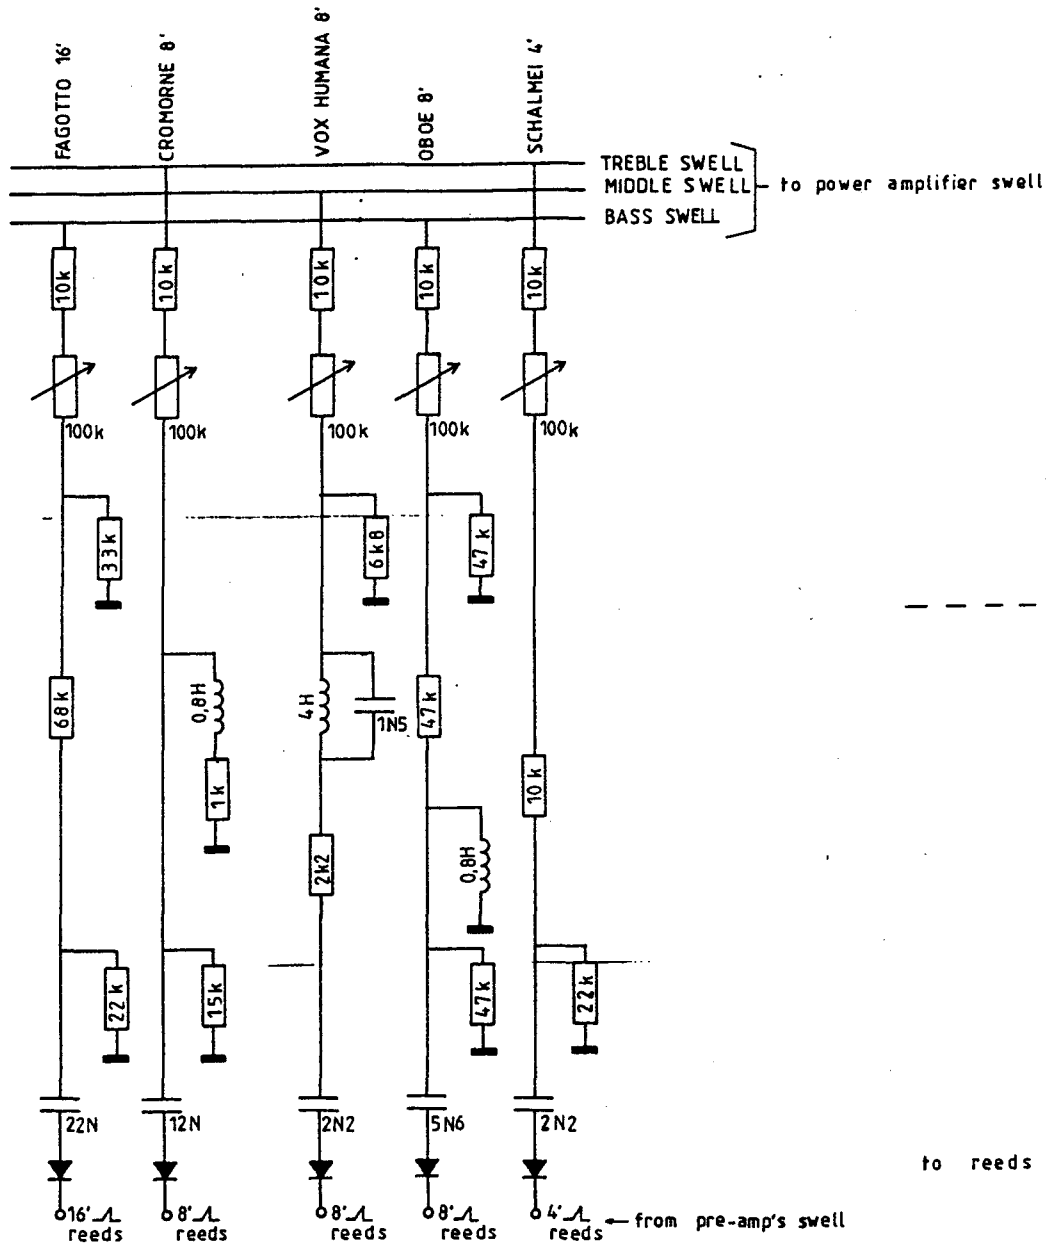 FAGOTTO 16'
CROMORNE 8'
VOX HUMANA 8'
OBOE 8'
SCHALMEI 4'
TREBLE SWELL
MIDDLE SWELL
BASS SWELL
to power amplifier swell
10k
10k
10k
10k
10k
100k
100k
100k
100k
100k
33k
6k8
47k
68k
0,8H
4H
1N5
47k
1k
10k
2k2
0,8H
22k
15k
47k
22k
22N
12N
2N2
5N6
2N2
to reeds
16' reeds
8' reeds
8' reeds
8' reeds
4' reeds
from pre-amp's swell